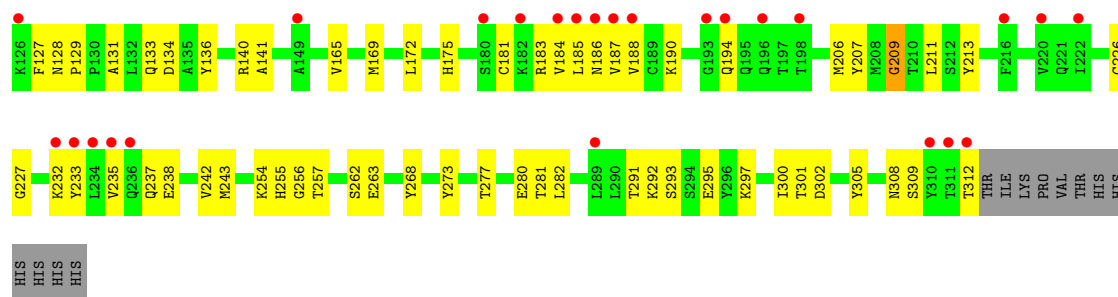 K126 F127 N128 P129 P130 A131 L132 Q133 D134 A135 Y136 R140 A141 A149 V165 M169 L172 H175 S180 C181 K182 R183 V184 L185 N186 V187 V188 C189 K190 G193 Q194 Q195 Q196 T197 T198 M206 Y207 M208 G209 T210 L211 S212 Y213 F216 V220 Q221 I222
G227 K232 Y233 L234 V235 Q236 Q237 E238 V242 M243 K254 H255 G256 T257 S262 E263 Y268 Y273 T277 E280 T281 L282 L289 L290 T291 K292 S293 S294 E295 Y296 K297 I300 T301 D302 Y305 N308 S309 Y310 T311 T312 THR ILE LYS PRO VAL THR HIS HIS
HIS HIS HIS HIS